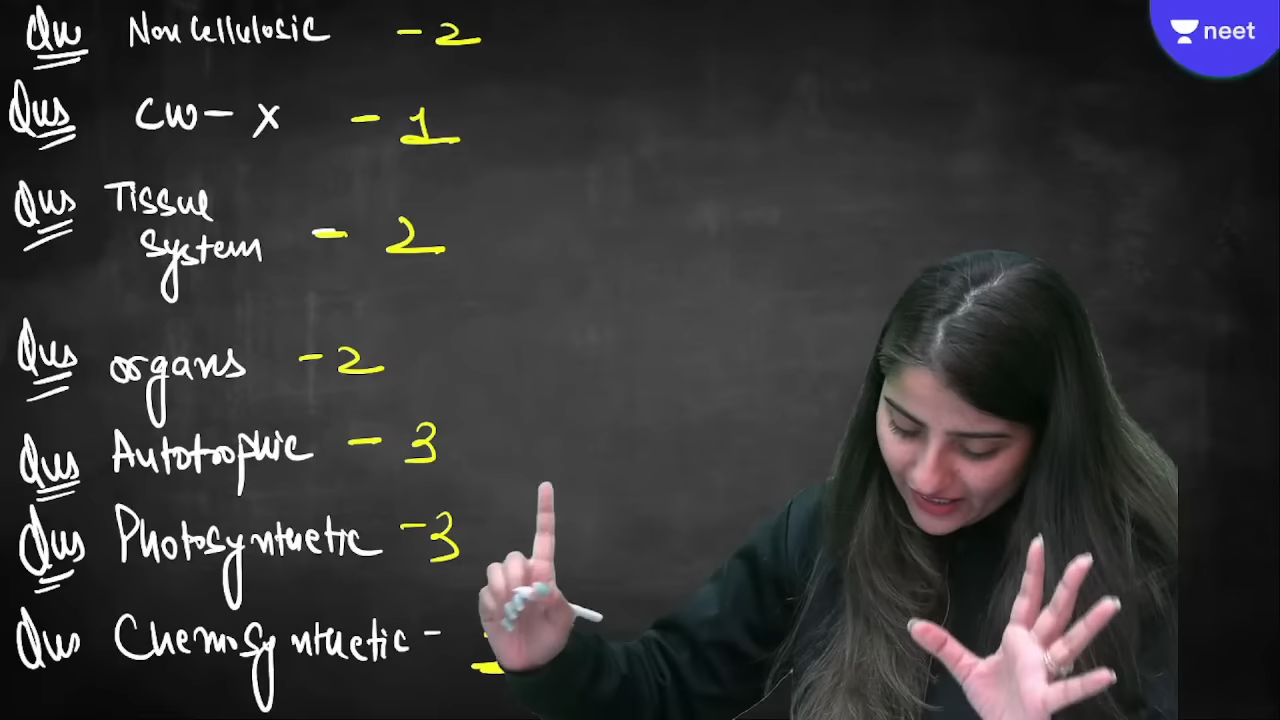 neet
Qus Non Cellulosic - 2
Qus CW - X - 1
Qus Tissue
System - 2
Qus organs - 2
Qus Autotrophic - 3
Qus Photosynthetic - 3
Qus Chemosynthetic -